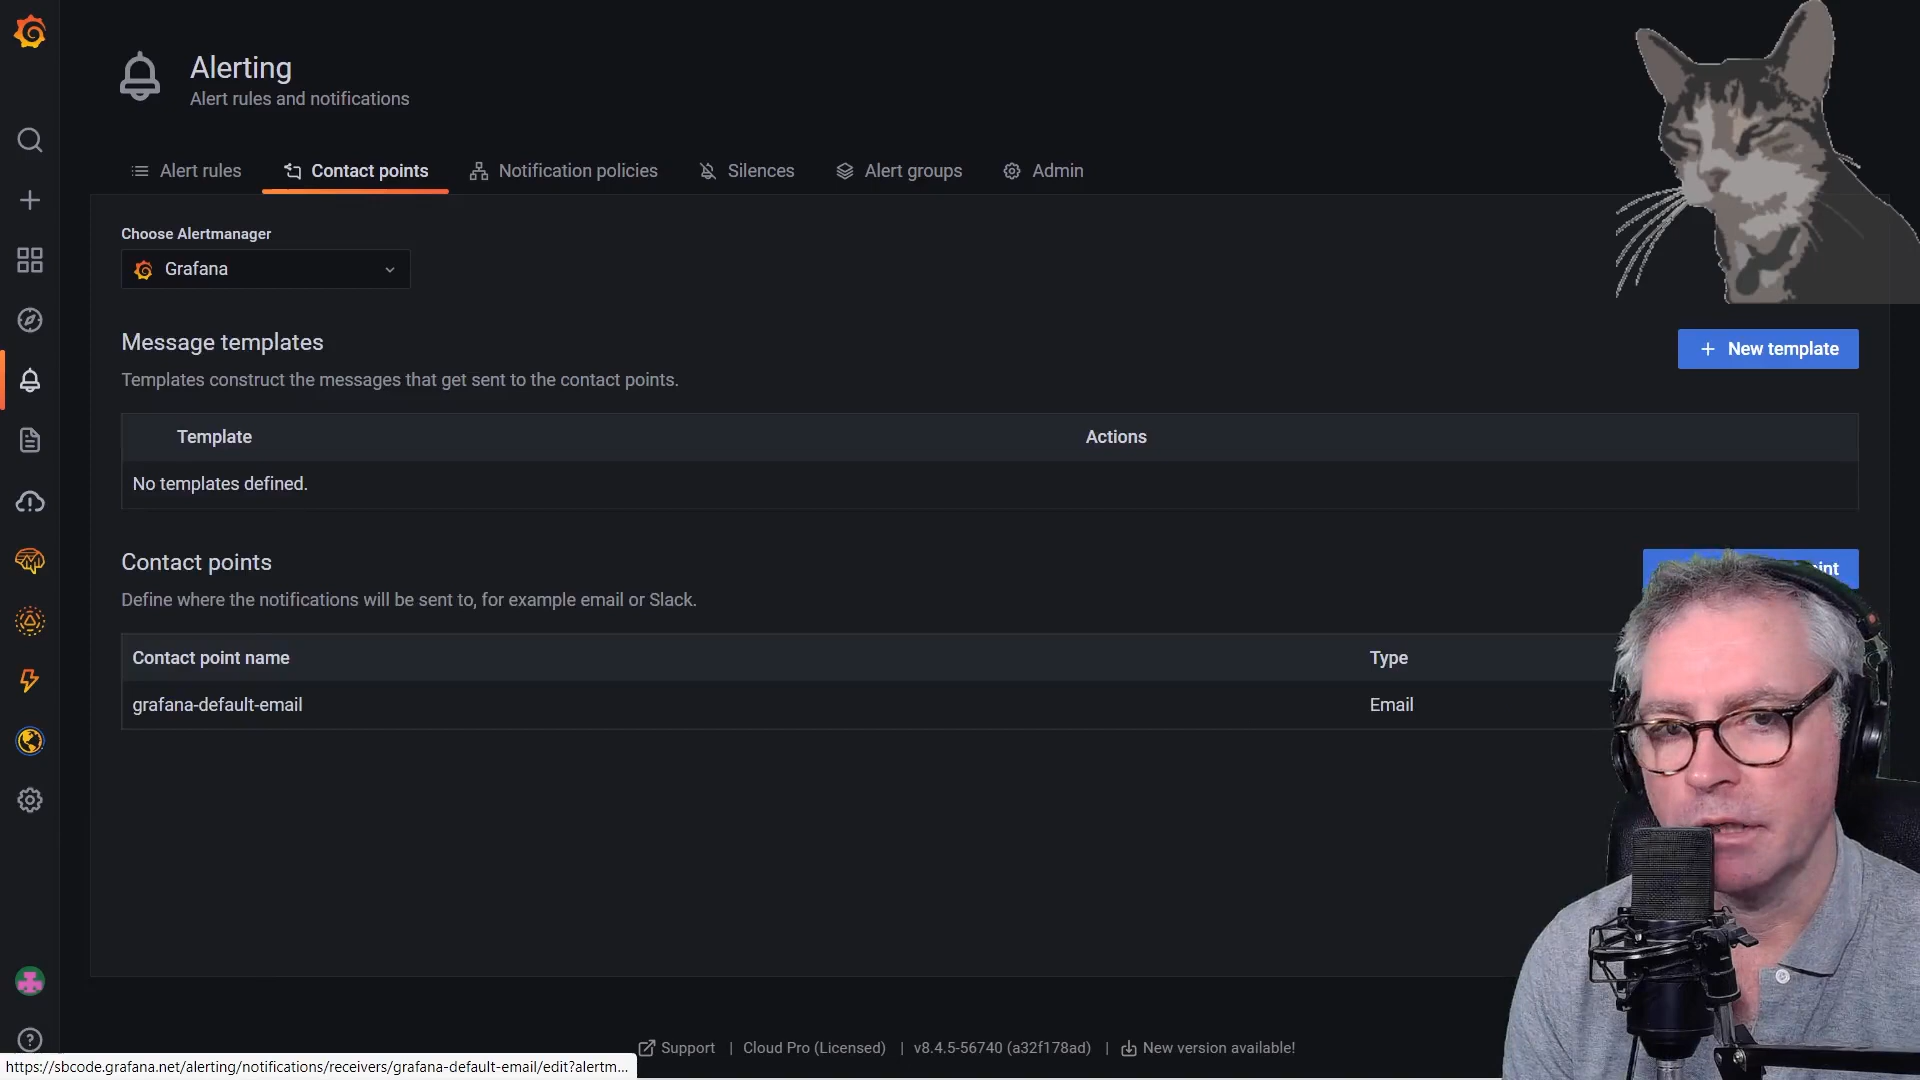 Alerting
Alert rules and notifications
Alert rules
Contact points
Notification policies
Silences
Alert groups
Admin
Choose Alertmanager
Grafana
Message templates
New template
Templates construct the messages that get sent to the contact points.
Template Actions
No templates defined.
Contact points
Define where the notifications will be sent to, for example email or Slack.
Contact point name Type
grafana-default-email Email
Support | Cloud Pro (Licensed) | v8.4.5-56740 (a32f178ad) | New version available!
https://sbcode.grafana.net/alerting/notifications/receivers/grafana-default-email/edit?alertm...